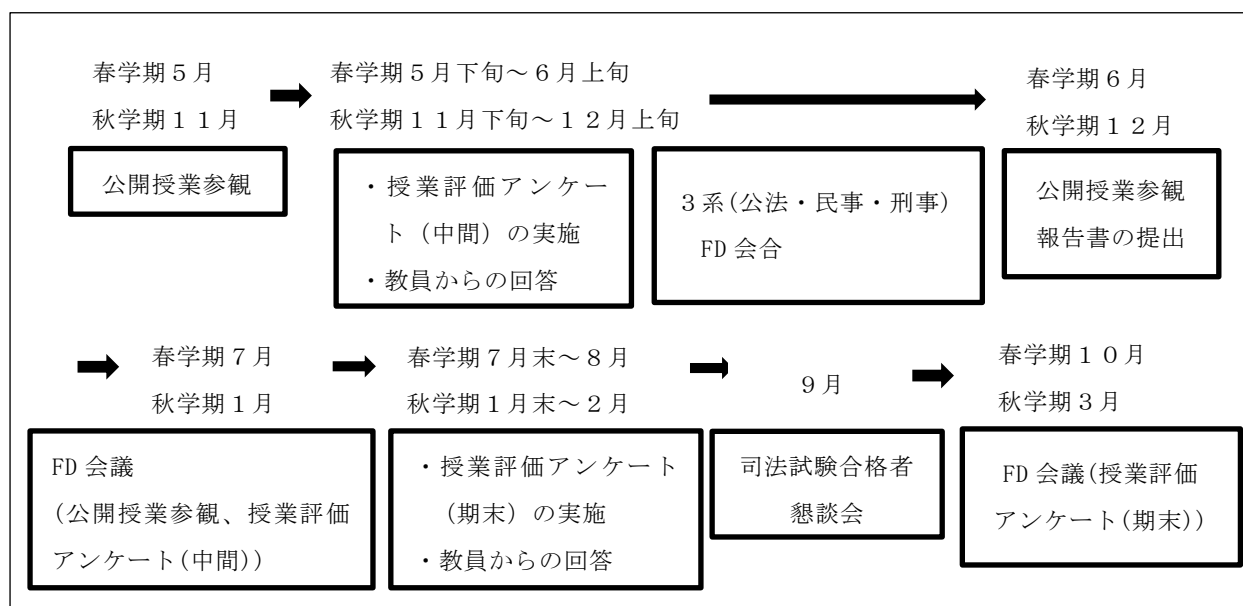 春学期５月
秋学期１１月
公開授業参観
春学期５月下旬～６月上旬
秋学期１１月下旬～１２月上旬
・授業評価アンケー
ト（中間）の実施
・教員からの回答
３系(公法・民事・刑事)
FD 会合
春学期６月
秋学期１２月
公開授業参観
報告書の提出
春学期７月
秋学期１月
FD 会議
(公開授業参観、授業評価
アンケート(中間))
春学期７月末～８月
秋学期１月末～２月
・授業評価アンケート
（期末）の実施
・教員からの回答
９月
司法試験合格者
懇談会
春学期１０月
秋学期３月
FD 会議(授業評価
アンケート(期末))